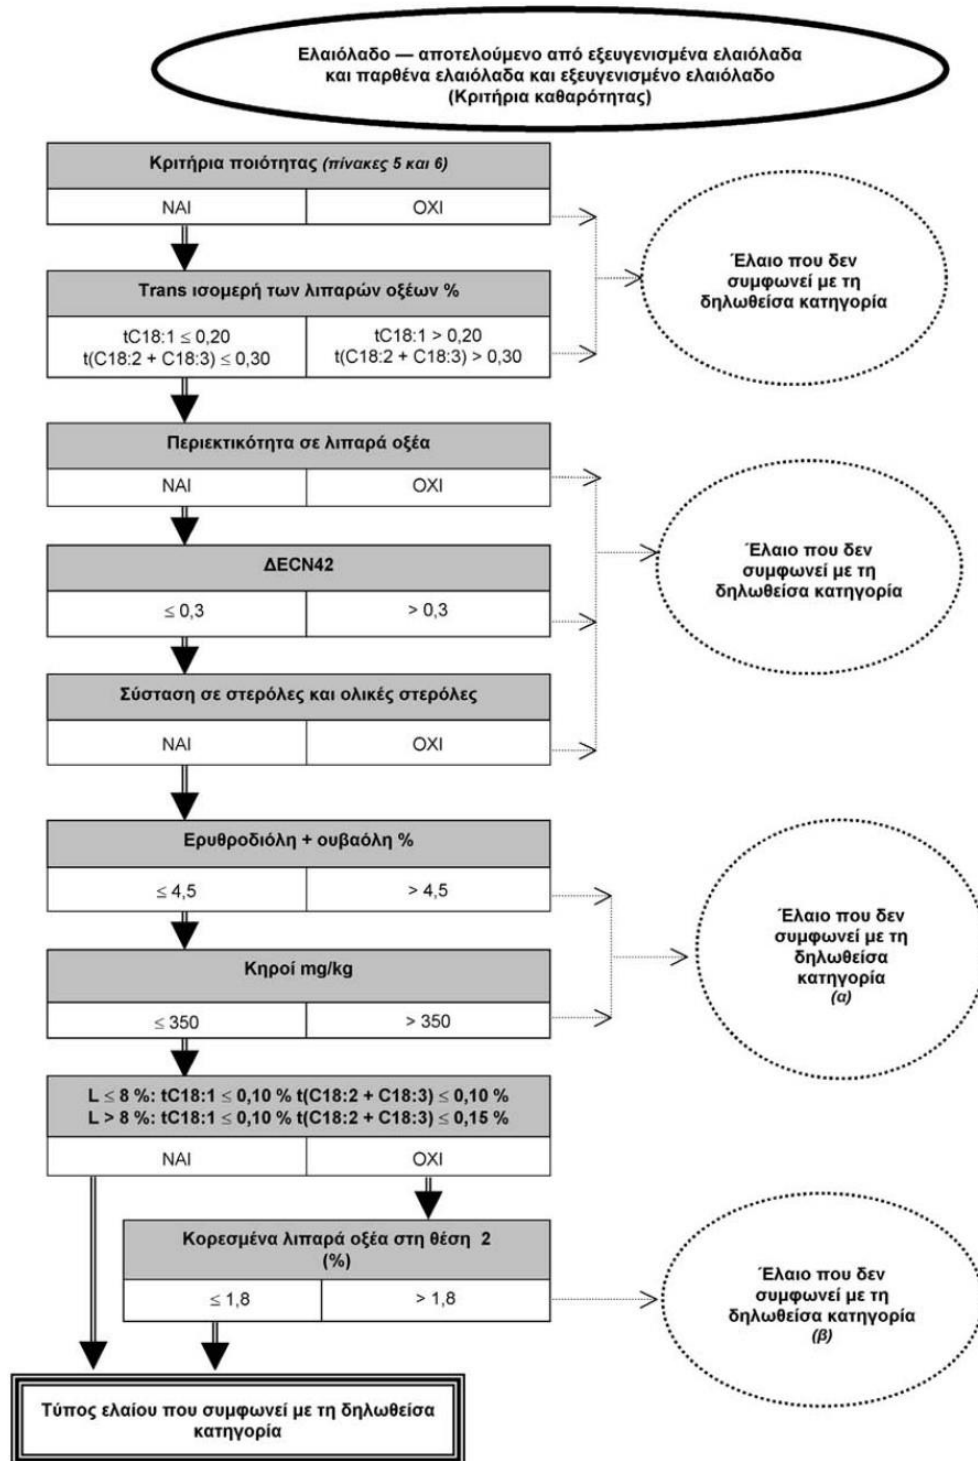 Ελαιόλαδο — αποτελούμενο από εξευγενισμένα ελαιόλαδα
και παρθένα ελαιόλαδα και εξευγενισμένο ελαιόλαδο
(Κριτήρια καθαρότητας)
Κριτήρια ποιότητας (πίνακες 5 και 6)
ΝΑΙ ΟΧΙ
Έλαιο που δεν
συμφωνεί με τη
δηλωθείσα κατηγορία
Trans ισομερή των λιπαρών οξέων %
tC18:1 ≤ 0,20 tC18:1 > 0,20
t(C18:2 + C18:3) ≤ 0,30 t(C18:2 + C18:3) > 0,30
Περιεκτικότητα σε λιπαρά οξέα
ΝΑΙ ΟΧΙ
Έλαιο που δεν
συμφωνεί με τη
δηλωθείσα κατηγορία
ΔECN42
≤ 0,3 > 0,3
Σύσταση σε στερόλες και ολικές στερόλες
ΝΑΙ ΟΧΙ
Ερυθροδιόλη + ουβαόλη %
≤ 4,5 > 4,5
Έλαιο που δεν
συμφωνεί με τη
δηλωθείσα
κατηγορία
(α)
Κηροί mg/kg
≤ 350 > 350
L ≤ 8 %: tC18:1 ≤ 0,10 % t(C18:2 + C18:3) ≤ 0,10 %
L > 8 %: tC18:1 ≤ 0,10 % t(C18:2 + C18:3) ≤ 0,15 %
ΝΑΙ ΟΧΙ
Κορεσμένα λιπαρά οξέα στη θέση 2
(%)
≤ 1,8 > 1,8
Έλαιο που δεν
συμφωνεί με τη
δηλωθείσα κατηγορία
(β)
Τύπος ελαίου που συμφωνεί με τη δηλωθείσα
κατηγορία